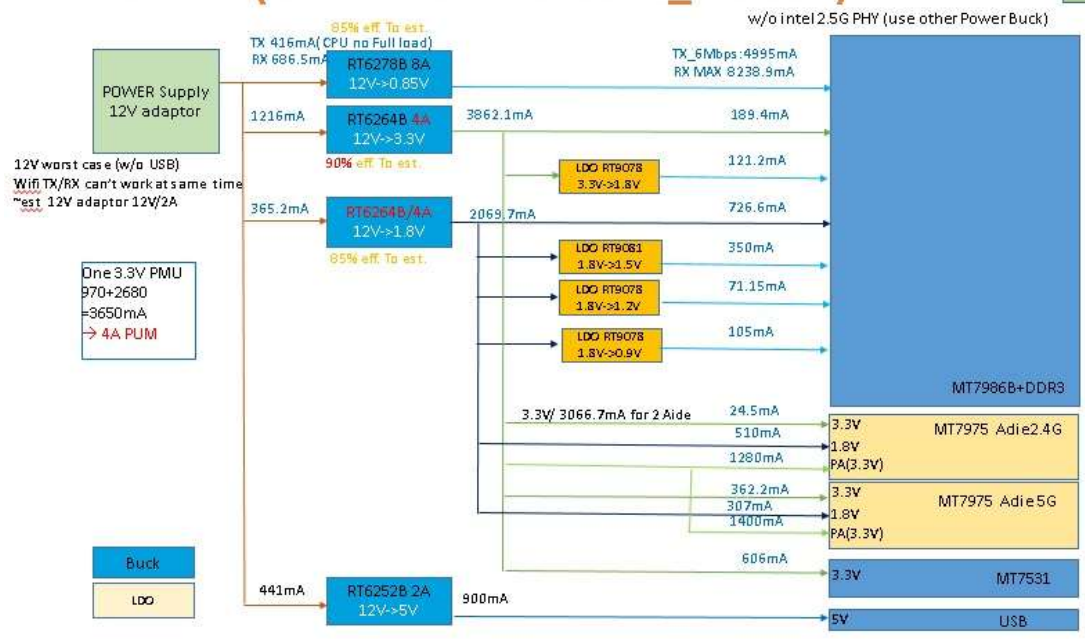 w/o intel 2.5G PHY (use other Power Buck)
85% eff. To est.
TX 416mA(CPU no Full load)
RX 686.5mA
RT6278B 8A
12V->0.85V
TX_6Mbps:4995mA
RX MAX 8238.9mA
POWER Supply
12V adaptor
1216mA
RT6264B 4A
12V->3.3V
3862.1mA
189.4mA
90% eff. To est.
12V worst case (w/o USB)
Wifi TX/RX can't work at same time
~est 12V adaptor 12V/2A
LDO RT9078
3.3V->1.8V
121.2mA
365.2mA
RT6264B/4A
12V->1.8V
2069.7mA
726.6mA
85% eff. To est.
LDO RT9081
1.8V->1.5V
350mA
One 3.3V PMU
970+2680
=3650mA
→ 4A PUM
LDO RT9078
1.8V->1.2V
71.15mA
LDO RT9078
1.8V->0.9V
105mA
MT7986B+DDR3
3.3V/ 3066.7mA for 2 Aide
24.5mA
3.3V
MT7975 Adie2.4G
510mA
1.8V
1280mA
PA(3.3V)
362.2mA
3.3V
MT7975 Adie5G
307mA
1.8V
1400mA
PA(3.3V)
606mA
3.3V
MT7531
Buck
LDO
441mA
RT6252B 2A
12V->5V
900mA
5V
USB